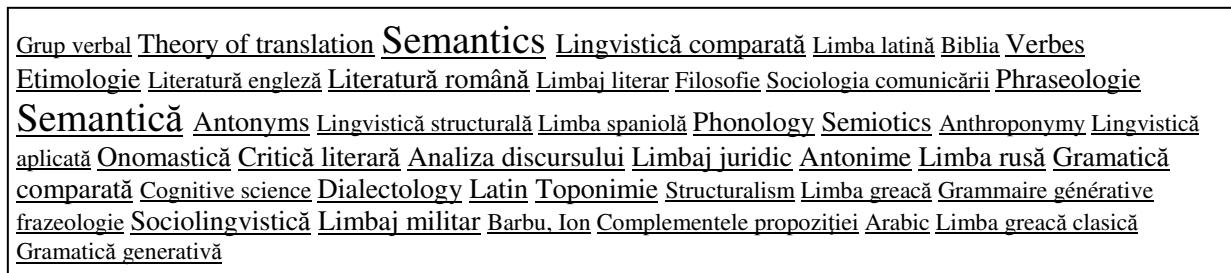 Grup verbal Theory of translation Semantics Lingvistică comparată Limba latină Biblia Verbes
Etimologie Literatură engleză Literatură română Limbaj literar Filosofie Sociologia comunicării Phraseologie
Semantică Antonyms Lingvistică structurală Limba spaniolă Phonology Semiotics Anthroponymy Lingvistică
aplicată Onomastică Critică literară Analiza discursului Limbaj juridic Antonime Limba rusă Gramatică
comparată Cognitive science Dialectology Latin Toponimie Structuralism Limba greacă Grammaire générative
frazeologie Sociolingvistică Limbaj militar Barbu, Ion Complementele propoziţiei Arabic Limba greacă clasică
Gramatică generativă